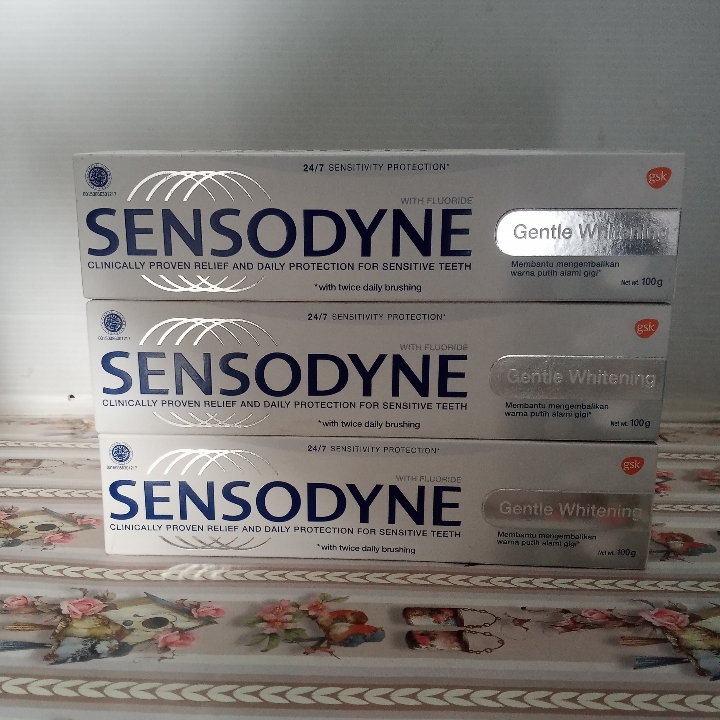 24/7 SENSITIVITY PROTECTION*
gsk
WITH FLUORIDE
SENSODYNE
Gentle Whitening
CLINICALLY PROVEN RELIEF AND DAILY PROTECTION FOR SENSITIVE TEETH
Membantu mengembalikan
warna putih alami gigi*
*with twice daily brushing
Net wt. 100g
24/7 SENSITIVITY PROTECTION*
gsk
WITH FLUORIDE
SENSODYNE
Gentle Whitening
CLINICALLY PROVEN RELIEF AND DAILY PROTECTION FOR SENSITIVE TEETH
Membantu mengembalikan
warna putih alami gigi*
*with twice daily brushing
Net wt. 100g
24/7 SENSITIVITY PROTECTION*
gsk
WITH FLUORIDE
SENSODYNE
Gentle Whitening
CLINICALLY PROVEN RELIEF AND DAILY PROTECTION FOR SENSITIVE TEETH
Membantu mengembalikan
warna putih alami gigi*
*with twice daily brushing
Net wt. 100g